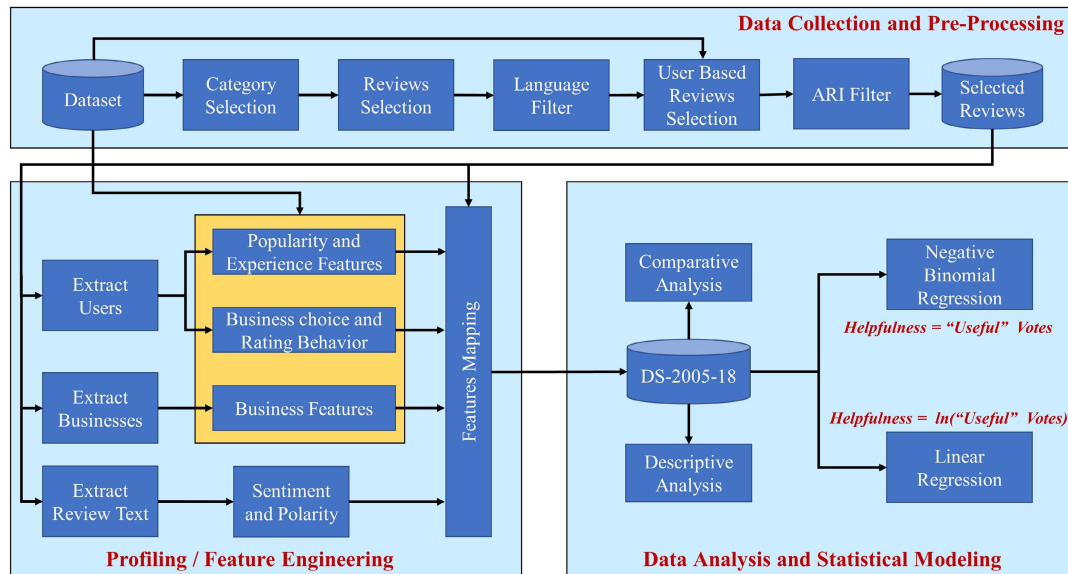 Data Collection and Pre-Processing
Dataset
Category
Selection
Reviews
Selection
Language
Filter
User Based
Reviews
Selection
ARI Filter
Selected
Reviews
Extract
Users
Popularity and
Experience Features
Business choice and
Rating Behavior
Extract
Businesses
Business Features
Extract
Review Text
Sentiment
and Polarity
Features Mapping
Profiling / Feature Engineering
Comparative
Analysis
DS-2005-18
Descriptive
Analysis
Negative
Binomial
Regression
Helpfulness = “Useful” Votes
Helpfulness = ln(“Useful” Votes)
Linear
Regression
Data Analysis and Statistical Modeling